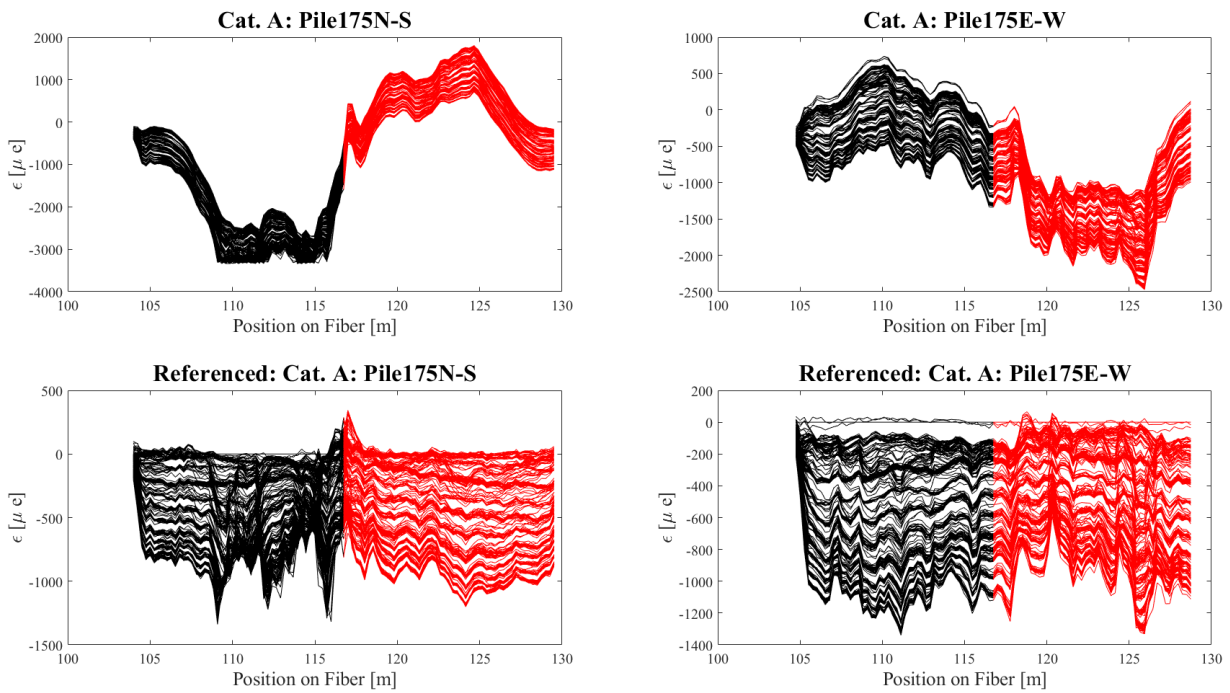 Cat. A: Pile175N-S
2000
1000
0
-1000
-2000
-3000
-4000
100 105 110 115 120 125 130
ϵ [μ ϵ]
Position on Fiber [m]
Cat. A: Pile175E-W
1000
500
0
-500
-1000
-1500
-2000
-2500
100 105 110 115 120 125 130
ϵ [μ ϵ]
Position on Fiber [m]
Referenced: Cat. A: Pile175N-S
500
0
-500
-1000
-1500
100 105 110 115 120 125 130
ϵ [μ ϵ]
Position on Fiber [m]
Referenced: Cat. A: Pile175E-W
200
0
-200
-400
-600
-800
-1000
-1200
-1400
100 105 110 115 120 125 130
ϵ [μ ϵ]
Position on Fiber [m]